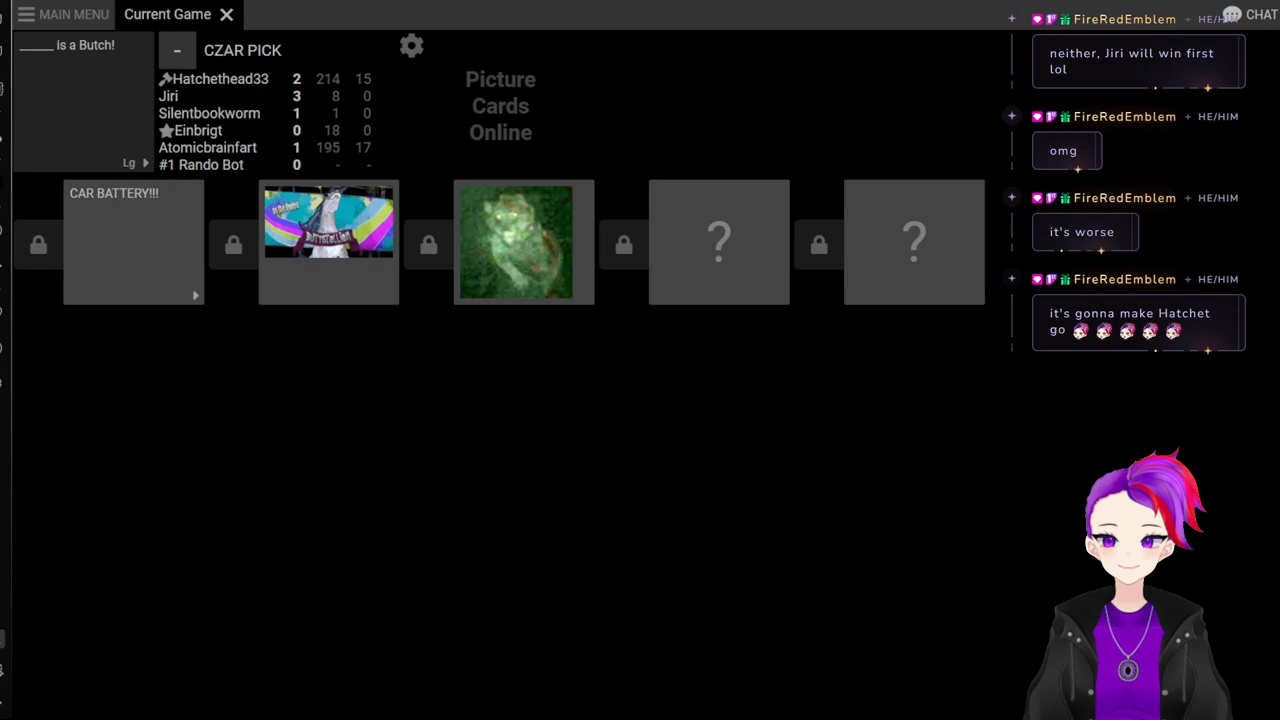 MAIN MENU
Current Game
CHAT
_____ is a Butch!
Lg
-
CZAR PICK
Hatchethead33 2 214 15
Jiri 3 8 0
Silentbookworm 1 1 0
Einbrigt 0 18 0
Atomicbrainfart 1 195 17
#1 Rando Bot 0 - -
Picture
Cards
Online
CAR BATTERY!!!
BUTTSTALLION
?
?
FireRedEmblem HE/HIM
neither, Jiri will win first
lol
FireRedEmblem HE/HIM
omg
FireRedEmblem HE/HIM
it's worse
FireRedEmblem HE/HIM
it's gonna make Hatchet
go